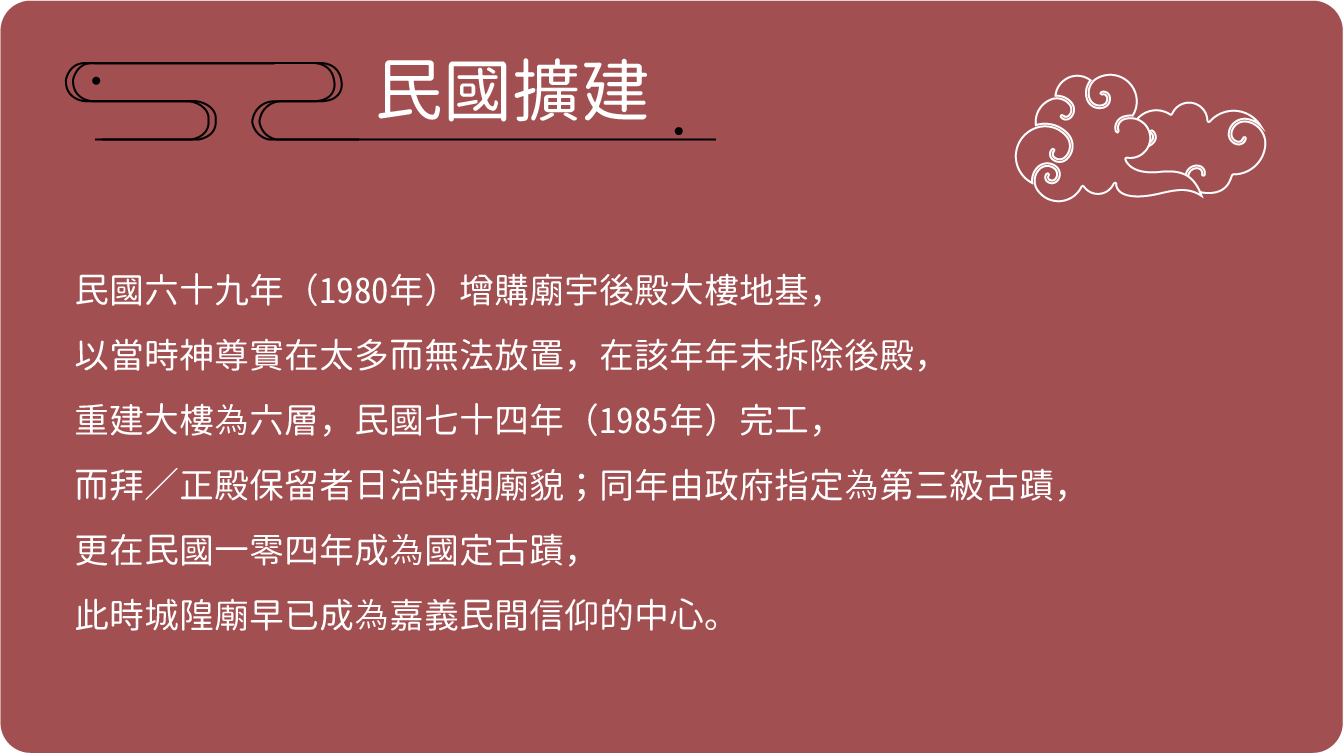 民國擴建
民國六十九年（1980年）增購廟宇後殿大樓地基，
以當時神尊實在太多而無法放置，在該年年末拆除後殿，
重建大樓為六層，民國七十四年（1985年）完工，
而拜／正殿保留者日治時期廟貌；同年由政府指定為第三級古蹟，
更在民國一零四年成為國定古蹟，
此時城隍廟早已成為嘉義民間信仰的中心。